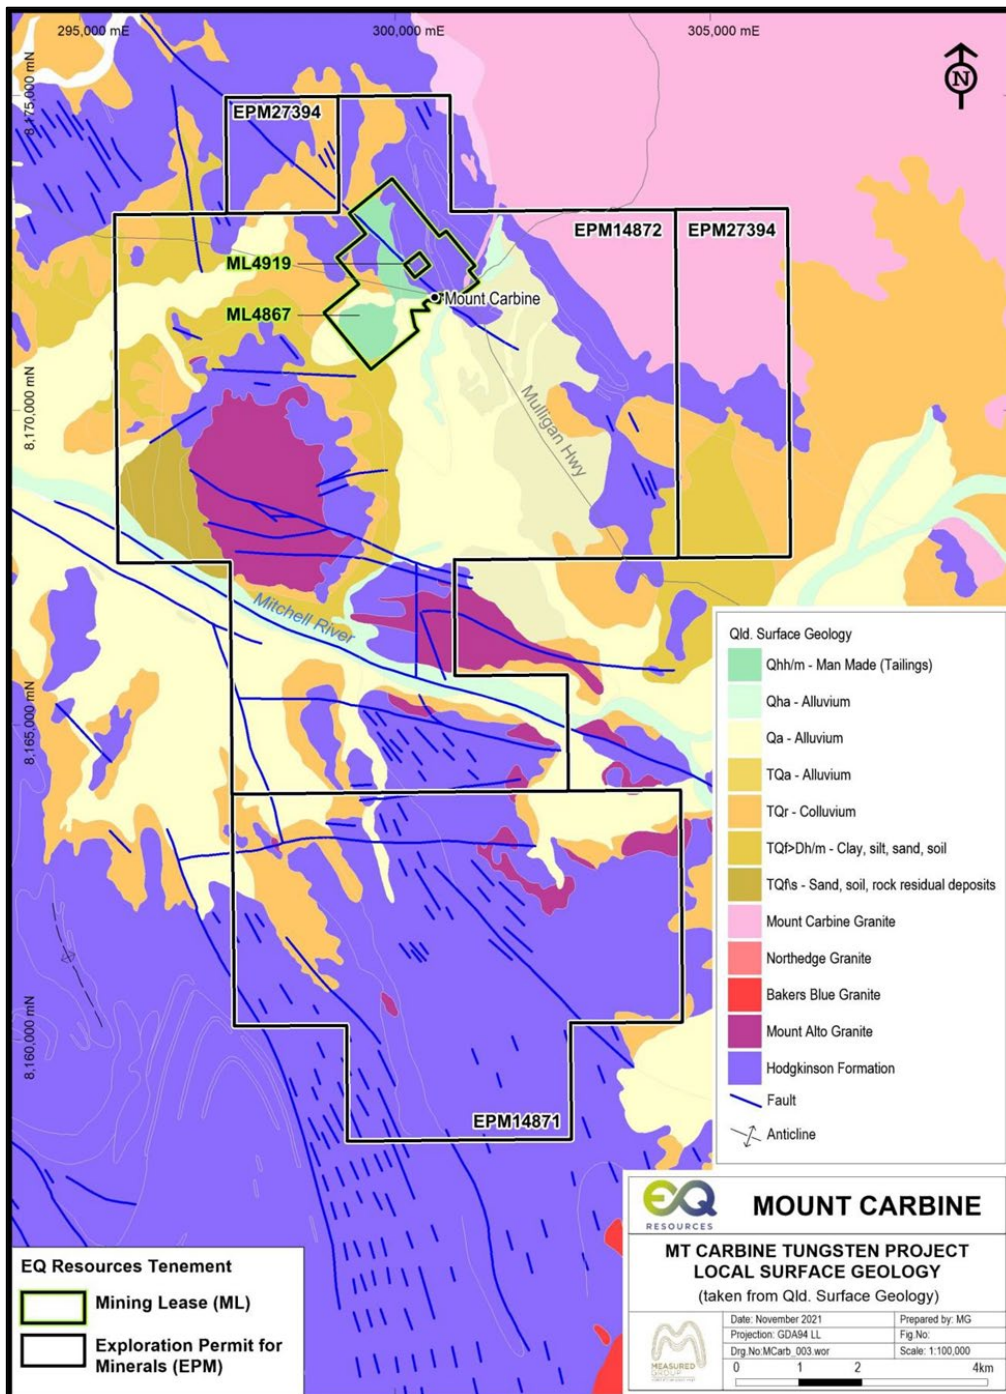 295,000 mE
300,000 mE
305,000 mE
N
8,175,000 mN
EPM27394
EPM14872
EPM27394
ML4919
Mount Carbine
ML4867
8,170,000 mN
Mulligan Hwy
Mitchell River
8,165,000 mN
8,160,000 mN
EPM14871
Qld. Surface Geology
Qhh/m - Man Made (Tailings)
Qha - Alluvium
Qa - Alluvium
TQa - Alluvium
TQr - Colluvium
TQf>Dh/m - Clay, silt, sand, soil
TQf\s - Sand, soil, rock residual deposits
Mount Carbine Granite
Northedge Granite
Bakers Blue Granite
Mount Alto Granite
Hodgkinson Formation
Fault
Anticline
EQ Resources Tenement
Mining Lease (ML)
Exploration Permit for
Minerals (EPM)
EQ
RESOURCES
MOUNT CARBINE
MT CARBINE TUNGSTEN PROJECT
LOCAL SURFACE GEOLOGY
(taken from Qld. Surface Geology)
MEASURED
GROUP
Date: November 2021
Prepared by: MG
Projection: GDA94 LL
Fig.No:
Drg.No:MCarb_003.wor
Scale: 1:100,000
0 1 2 4km